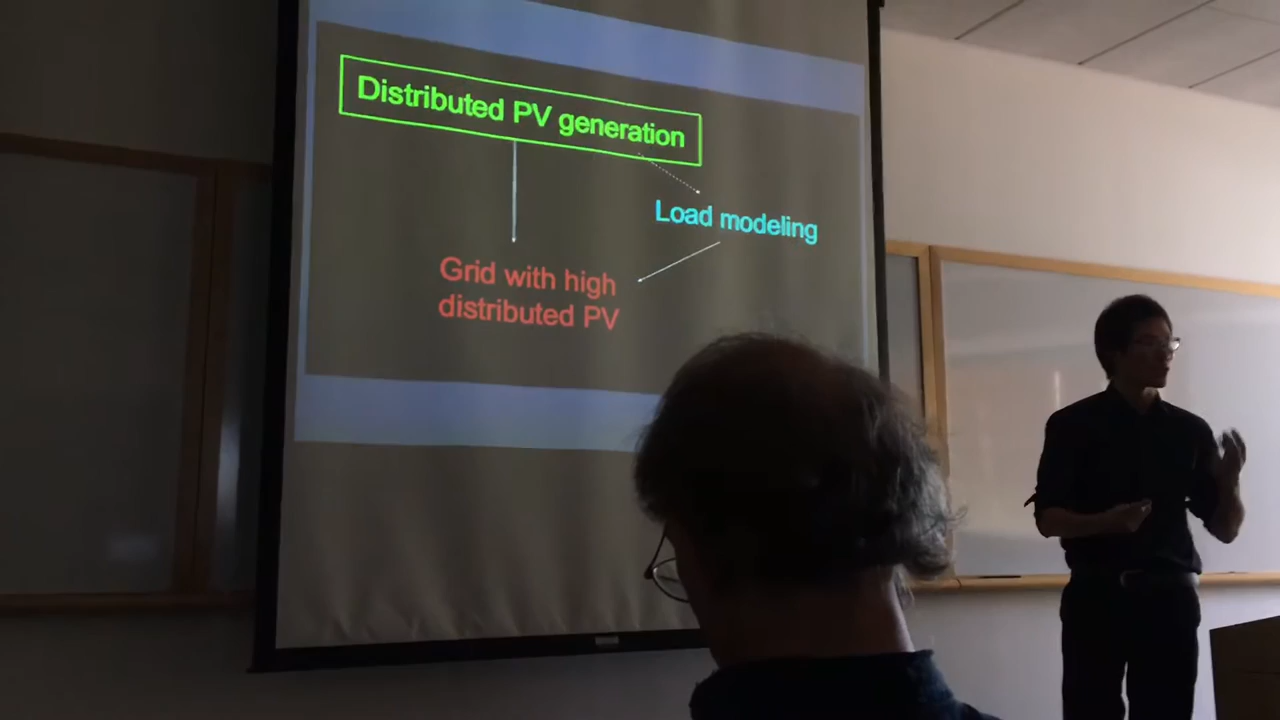 Distributed PV generation
Load modeling
Grid with high
distributed PV